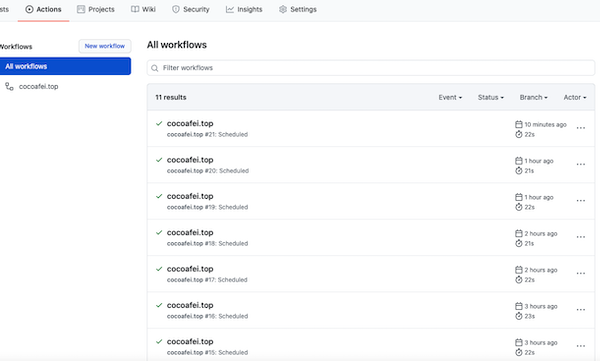 sts Actions Projects Wiki Security Insights Settings
Workflows New workflow
All workflows
cocoafei.top
All workflows
Filter workflows
11 results Event Status Branch Actor
cocoafei.top 10 minutes ago
cocoafei.top #21: Scheduled 22s
cocoafei.top 1 hour ago
cocoafei.top #20: Scheduled 21s
cocoafei.top 1 hour ago
cocoafei.top #19: Scheduled 22s
cocoafei.top 2 hours ago
cocoafei.top #18: Scheduled 21s
cocoafei.top 2 hours ago
cocoafei.top #17: Scheduled 22s
cocoafei.top 3 hours ago
cocoafei.top #16: Scheduled 23s
cocoafei.top 3 hours ago
cocoafei.top #15: Scheduled 22s